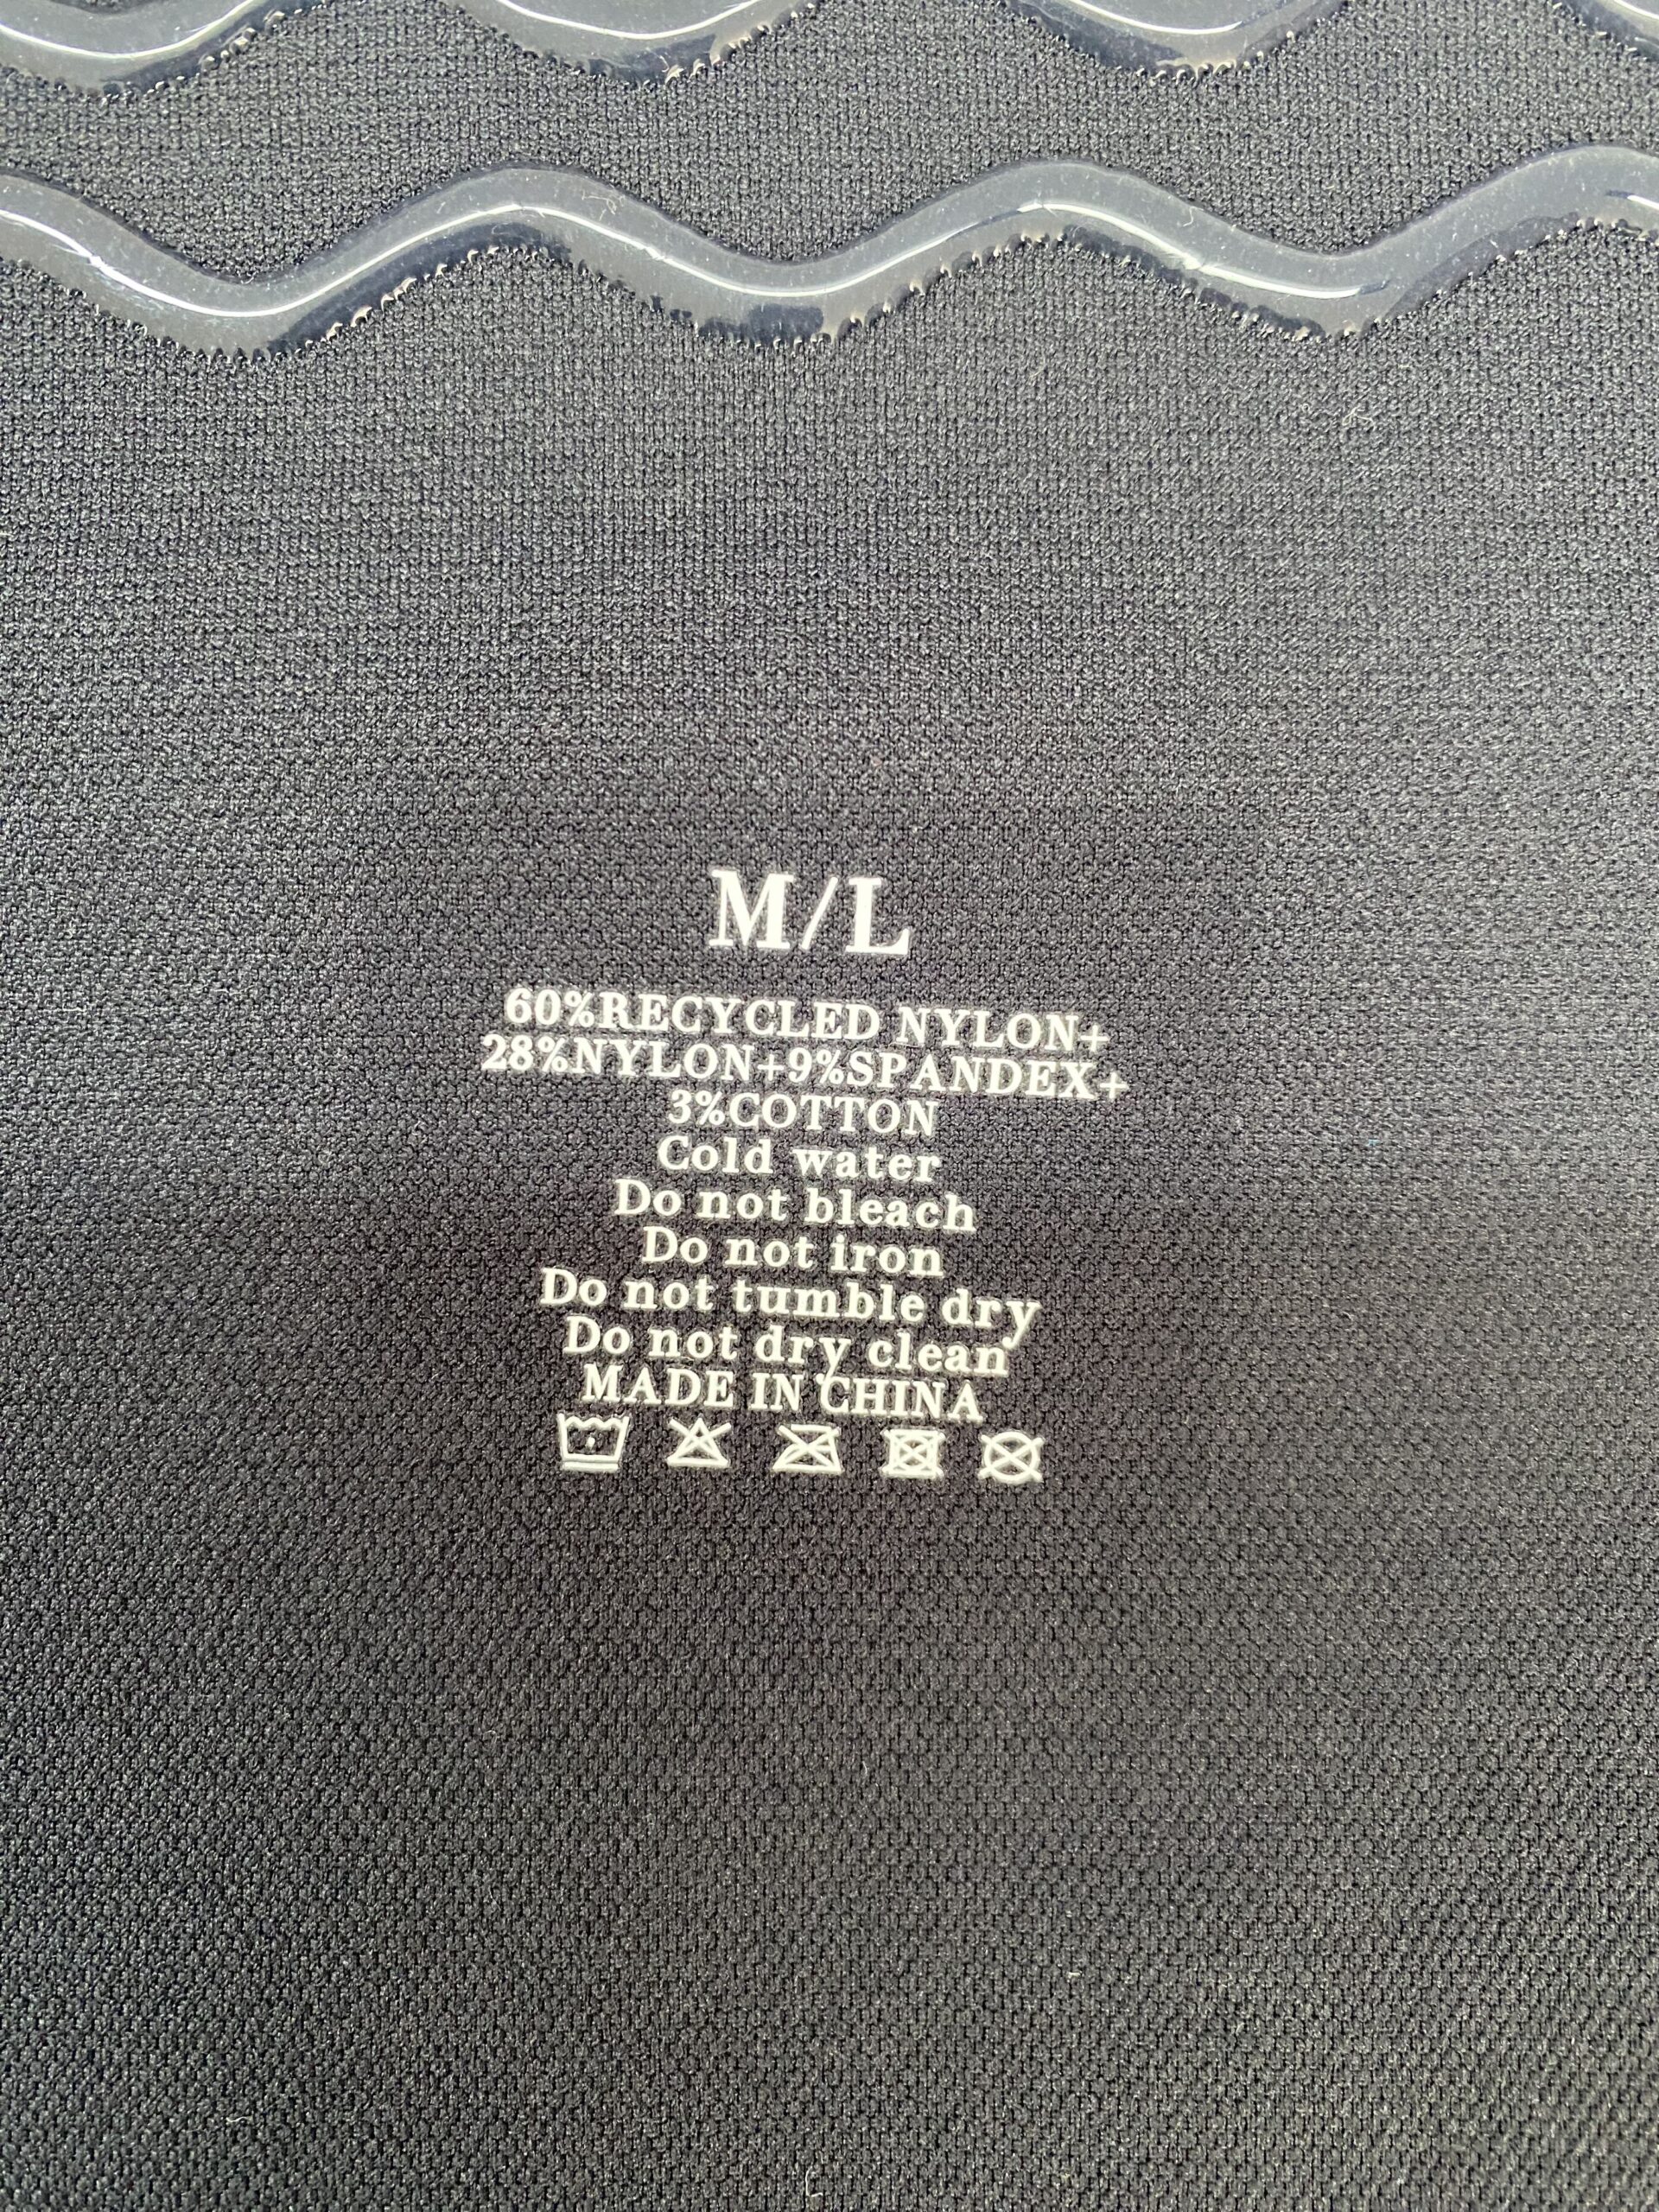 M/L
60%RECYCLED NYLON+
28%NYLON+9%SPANDEX+
3%COTTON
Cold water
Do not bleach
Do not iron
Do not tumble dry
Do not dry clean
MADE IN CHINA